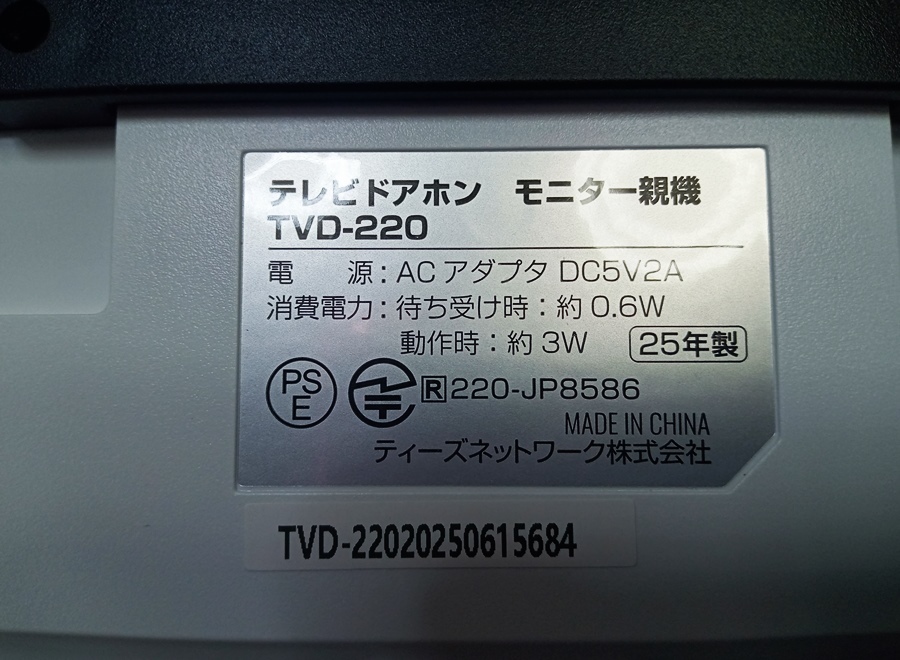 テレビドアホン モニター親機
TVD-220
電 源:ACアダプタ DC5V2A
消費電力:待ち受け時:約 0.6W
動作時:約 3W 25年製
PSE R 220-JP8586
MADE IN CHINA
ティーズネットワーク株式会社
TVD-22020250615684